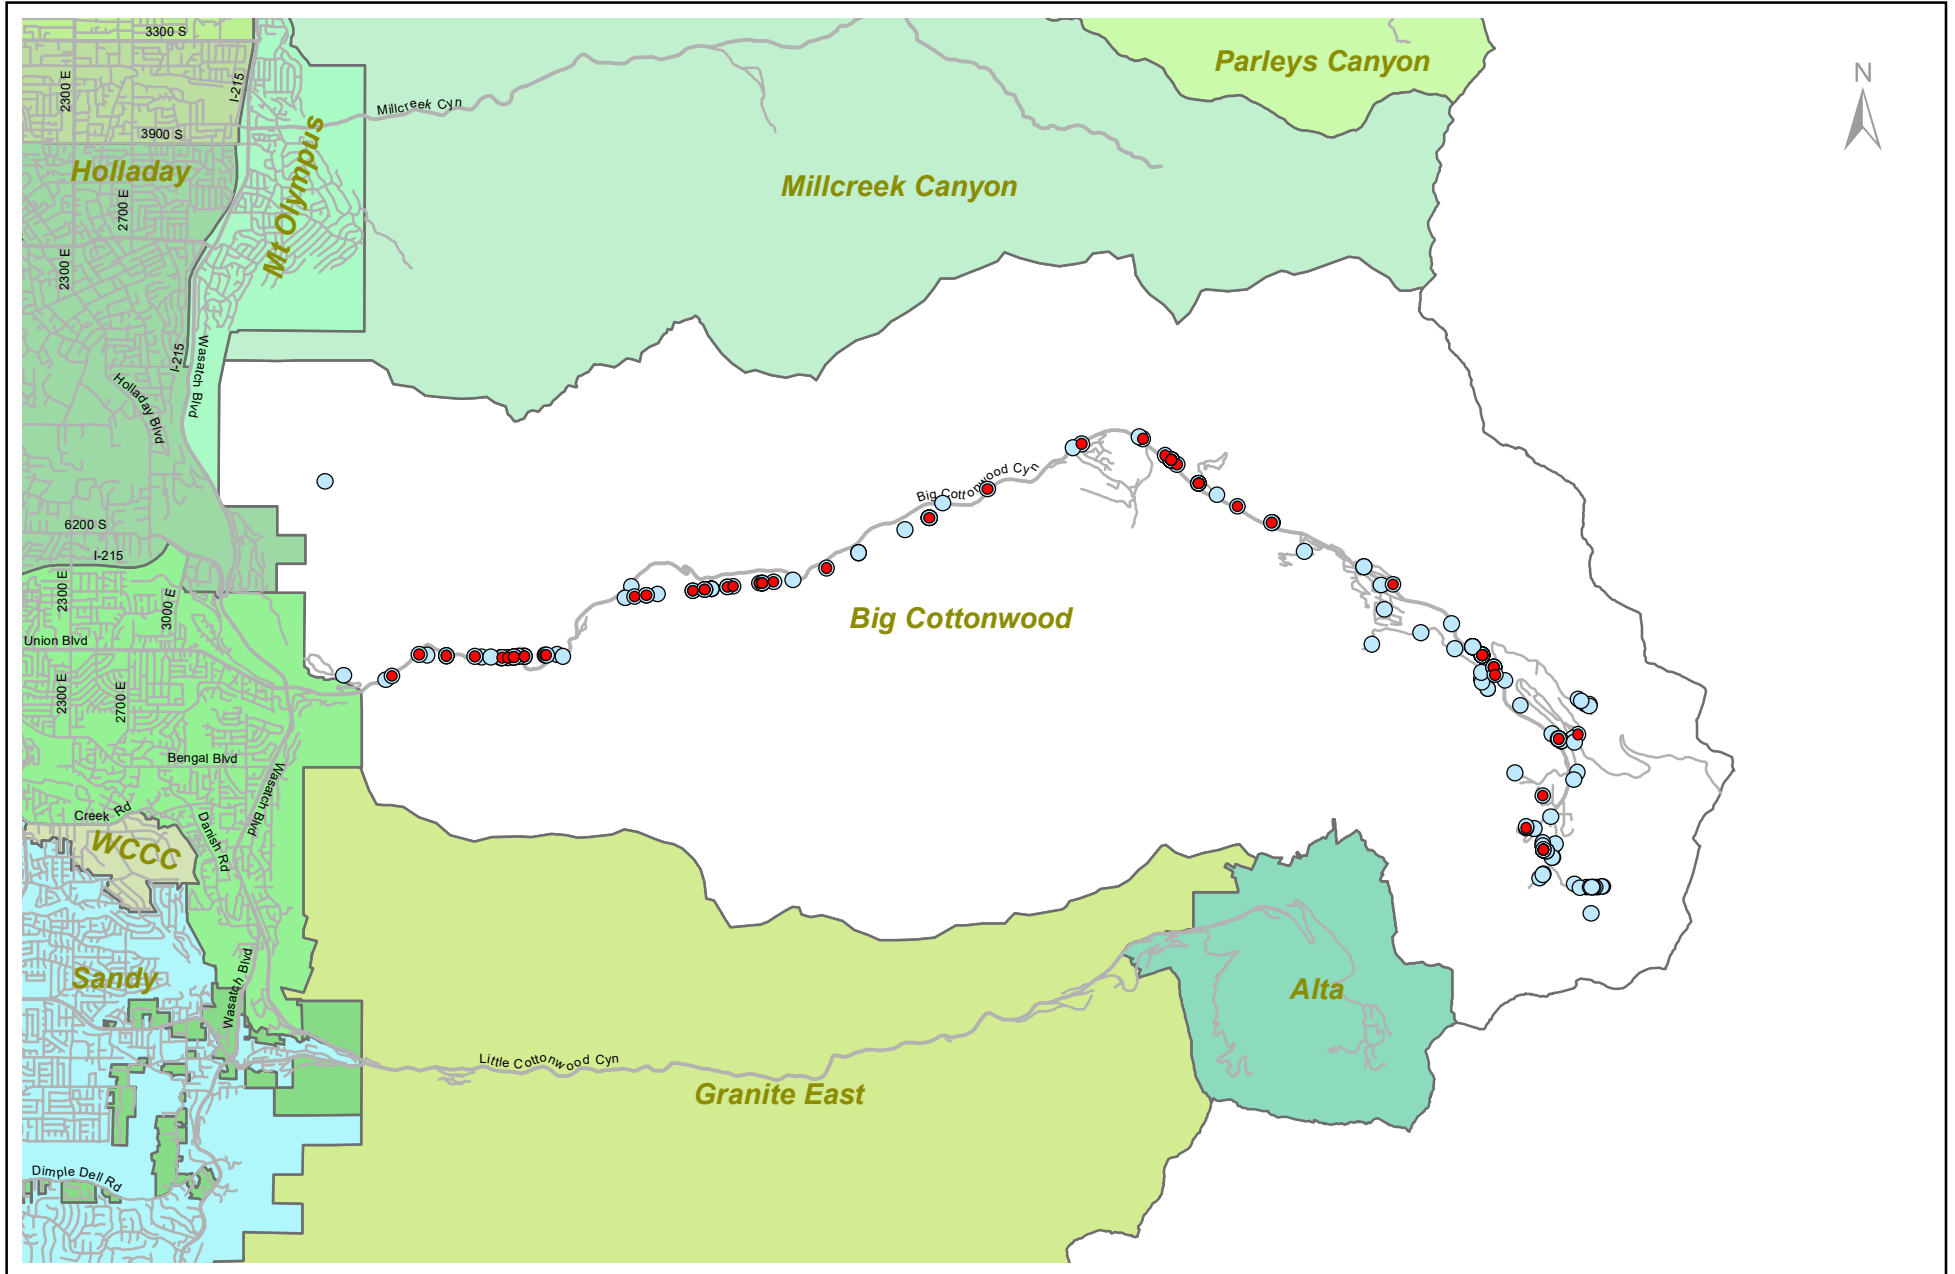 3300 S
Parleys Canyon
N
2300 E
I-215
Millcreek Cyn
3900 S
Holladay
Mt Olympus
Millcreek Canyon
2700 E
2300 E
I-215
Wasatch Blvd
Holladay Blvd
Big Cottonwood Cyn
6200 S
I-215
2300 E
3000 E
Big Cottonwood
Union Blvd
2300 E
2700 E
Bengal Blvd
Wasatch Blvd
Creek Rd
Danish Rd
WCCC
Sandy
Wasatch Blvd
Alta
Little Cottonwood Cyn
Granite East
Dimple Dell Rd